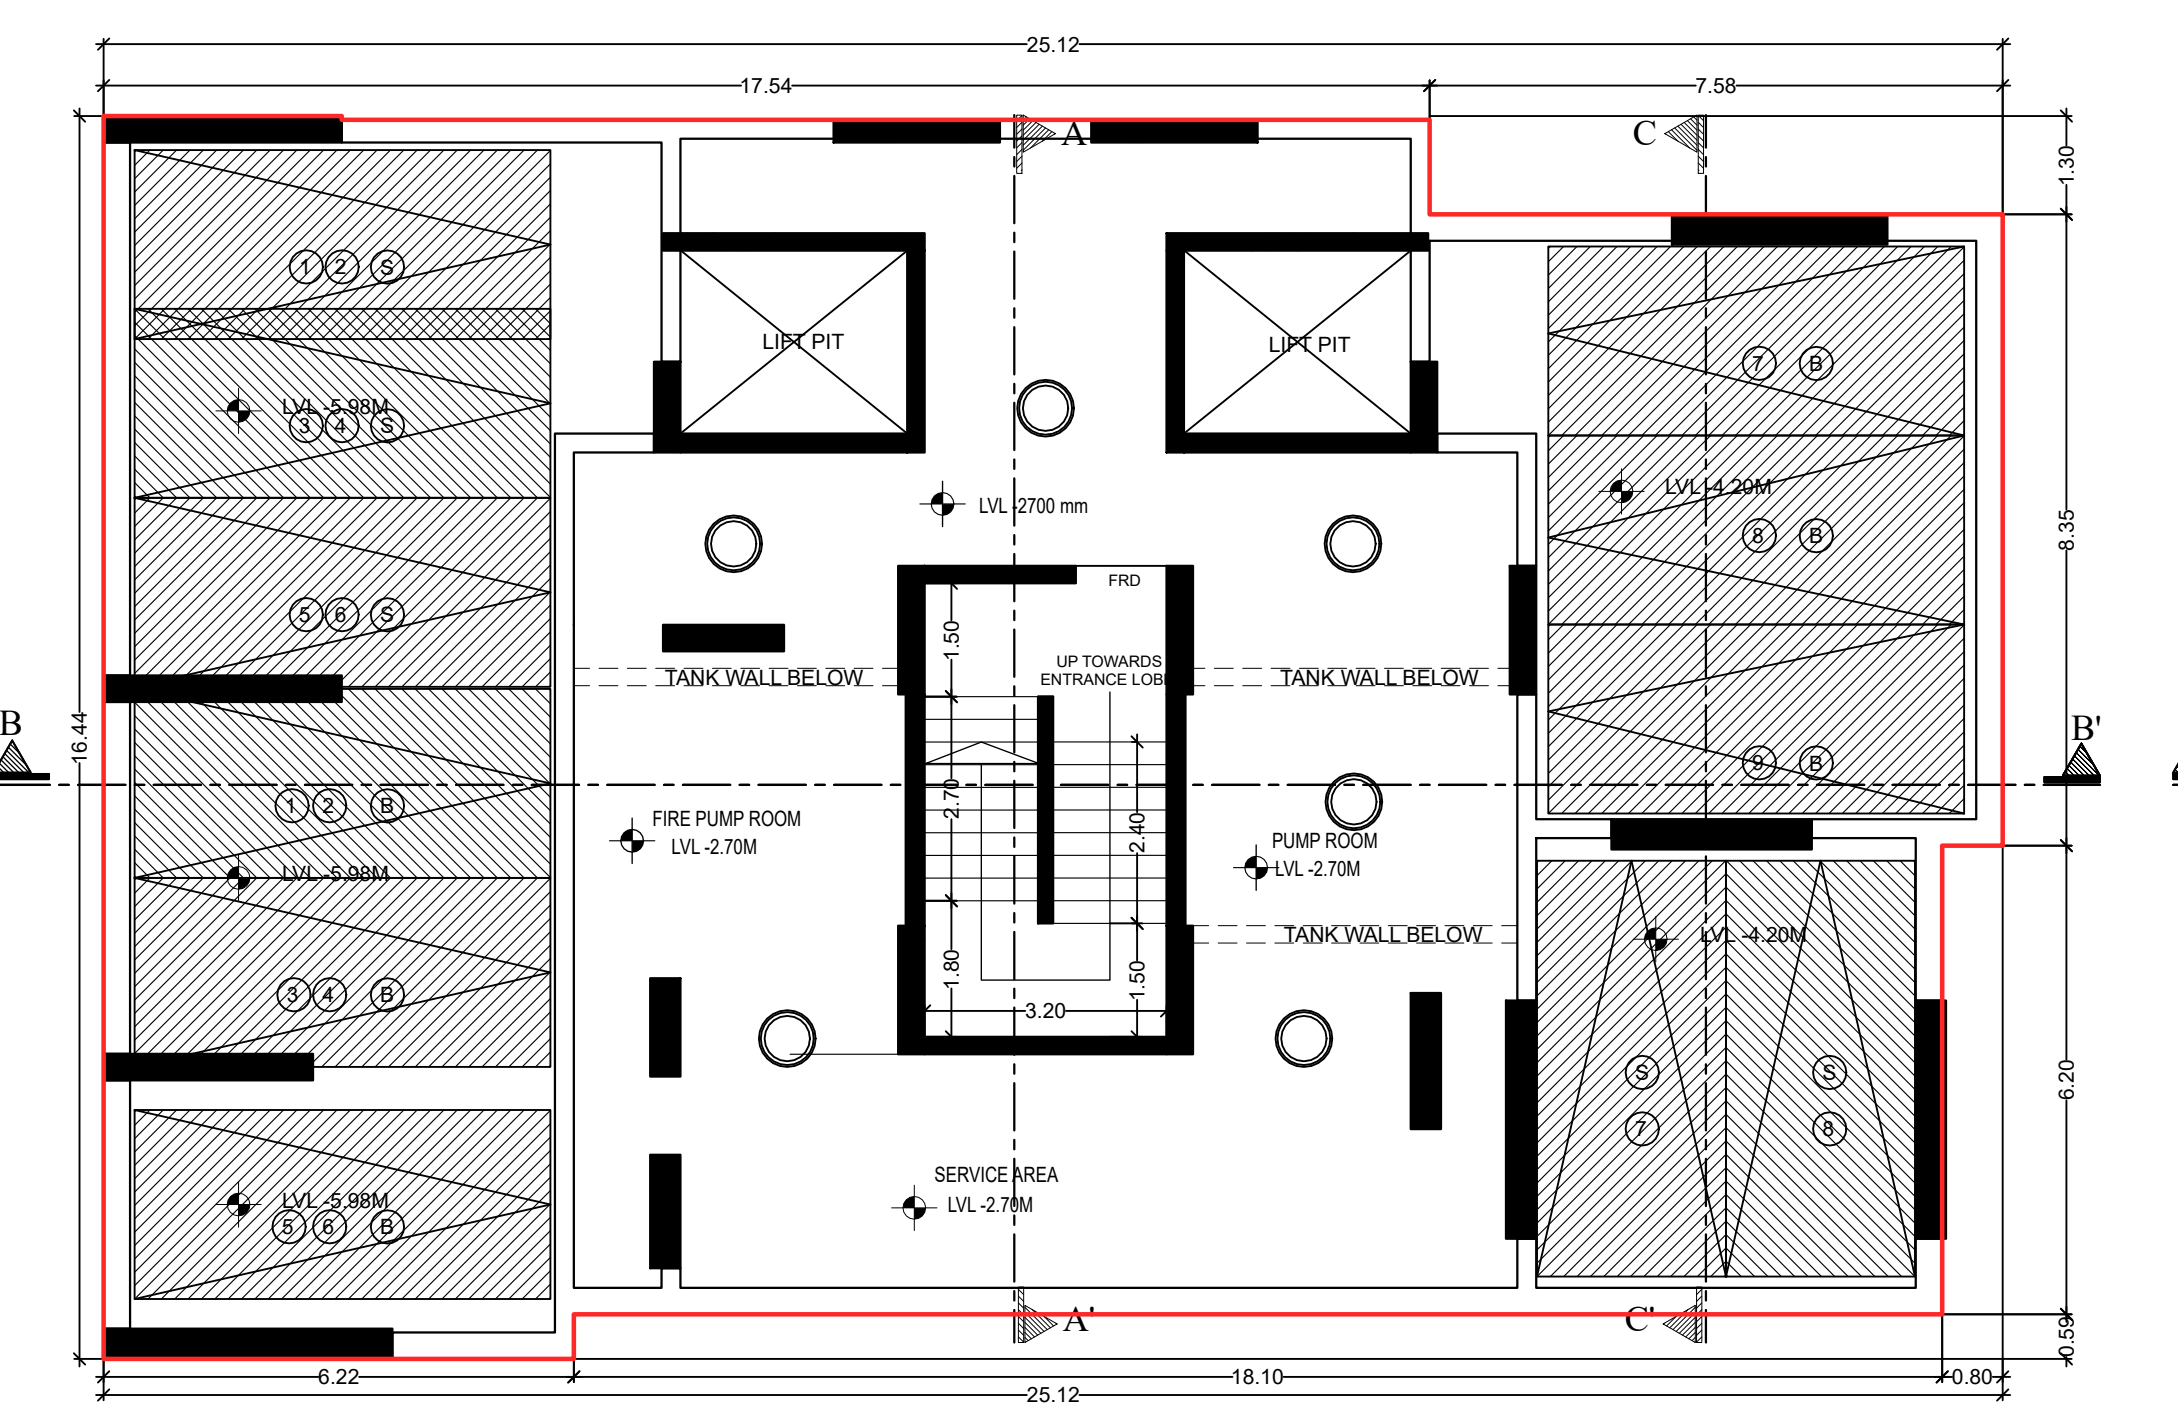 25.12
17.54
7.58
A
C
1.30
1 2 S
LIFT PIT
LIFT PIT
7 B
LVL -5.98M
3 4 S
LVL -4.20M
LVL -2700 mm
8 B
8.35
FRD
5 6 S
1.50
UP TOWARDS
ENTRANCE LOB
TANK WALL BELOW
TANK WALL BELOW
B
16.44
B'
9 B
1 2 B
2.70
2.40
FIRE PUMP ROOM
LVL -2.70M
PUMP ROOM
LVL -2.70M
LVL -5.98M
TANK WALL BELOW
LVL -4.20M
1.80
1.50
3 4 B
3.20
S S
7 8
6.20
SERVICE AREA
LVL -2.70M
LVL -5.98M
5 6 B
A'
C'
0.59
6.22
18.10
0.80
25.12